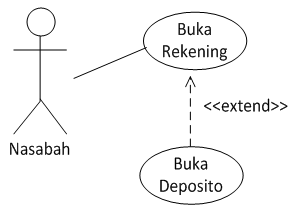 Buka
Rekening
<<extend>>
Nasabah
Buka
Deposito